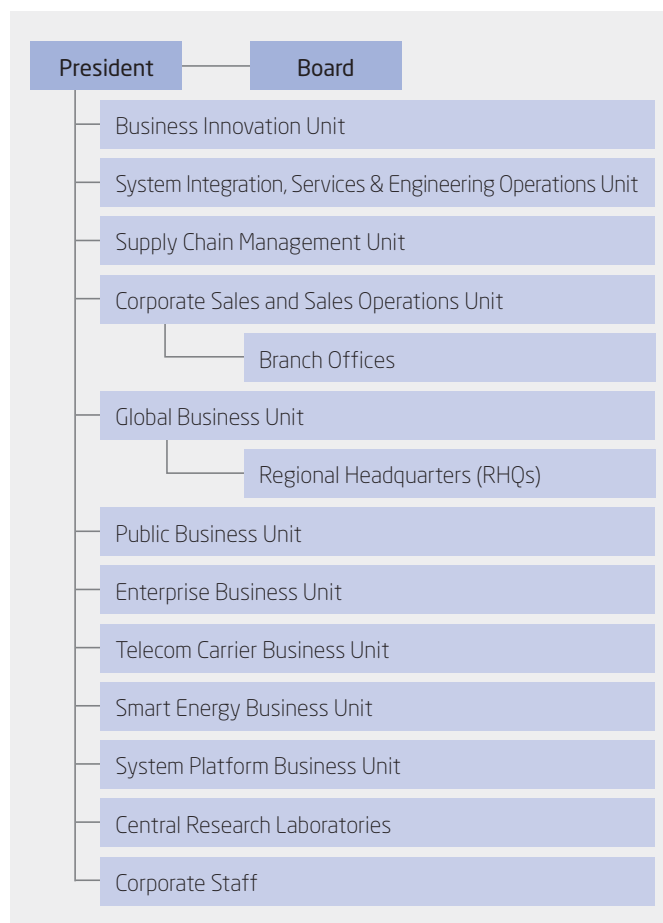 President
Board
Business Innovation Unit
System Integration, Services & Engineering Operations Unit
Supply Chain Management Unit
Corporate Sales and Sales Operations Unit
Branch Offices
Global Business Unit
Regional Headquarters (RHQs)
Public Business Unit
Enterprise Business Unit
Telecom Carrier Business Unit
Smart Energy Business Unit
System Platform Business Unit
Central Research Laboratories
Corporate Staff